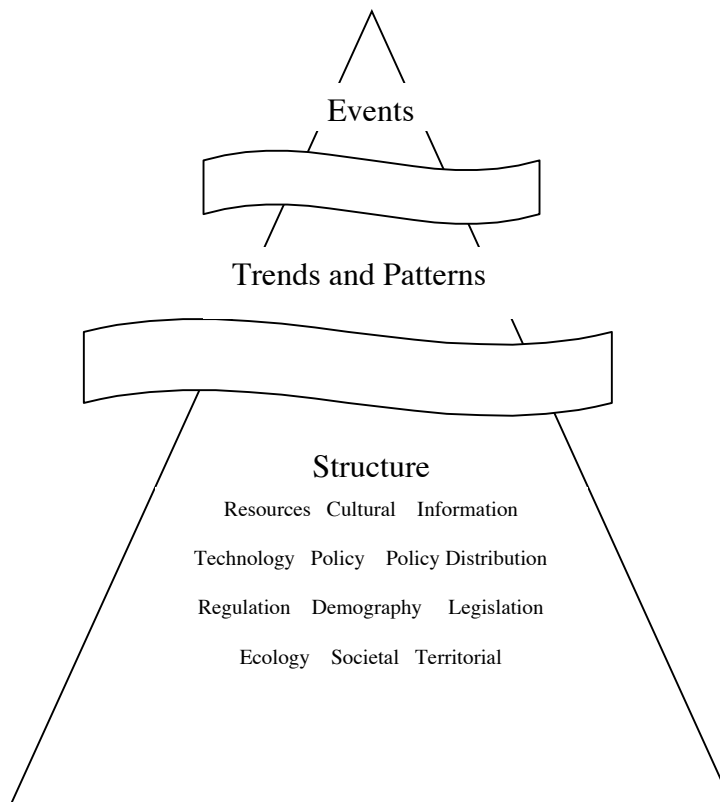 Events
Trends and Patterns
Structure
Resources Cultural Information
Technology Policy Policy Distribution
Regulation Demography Legislation
Ecology Societal Territorial